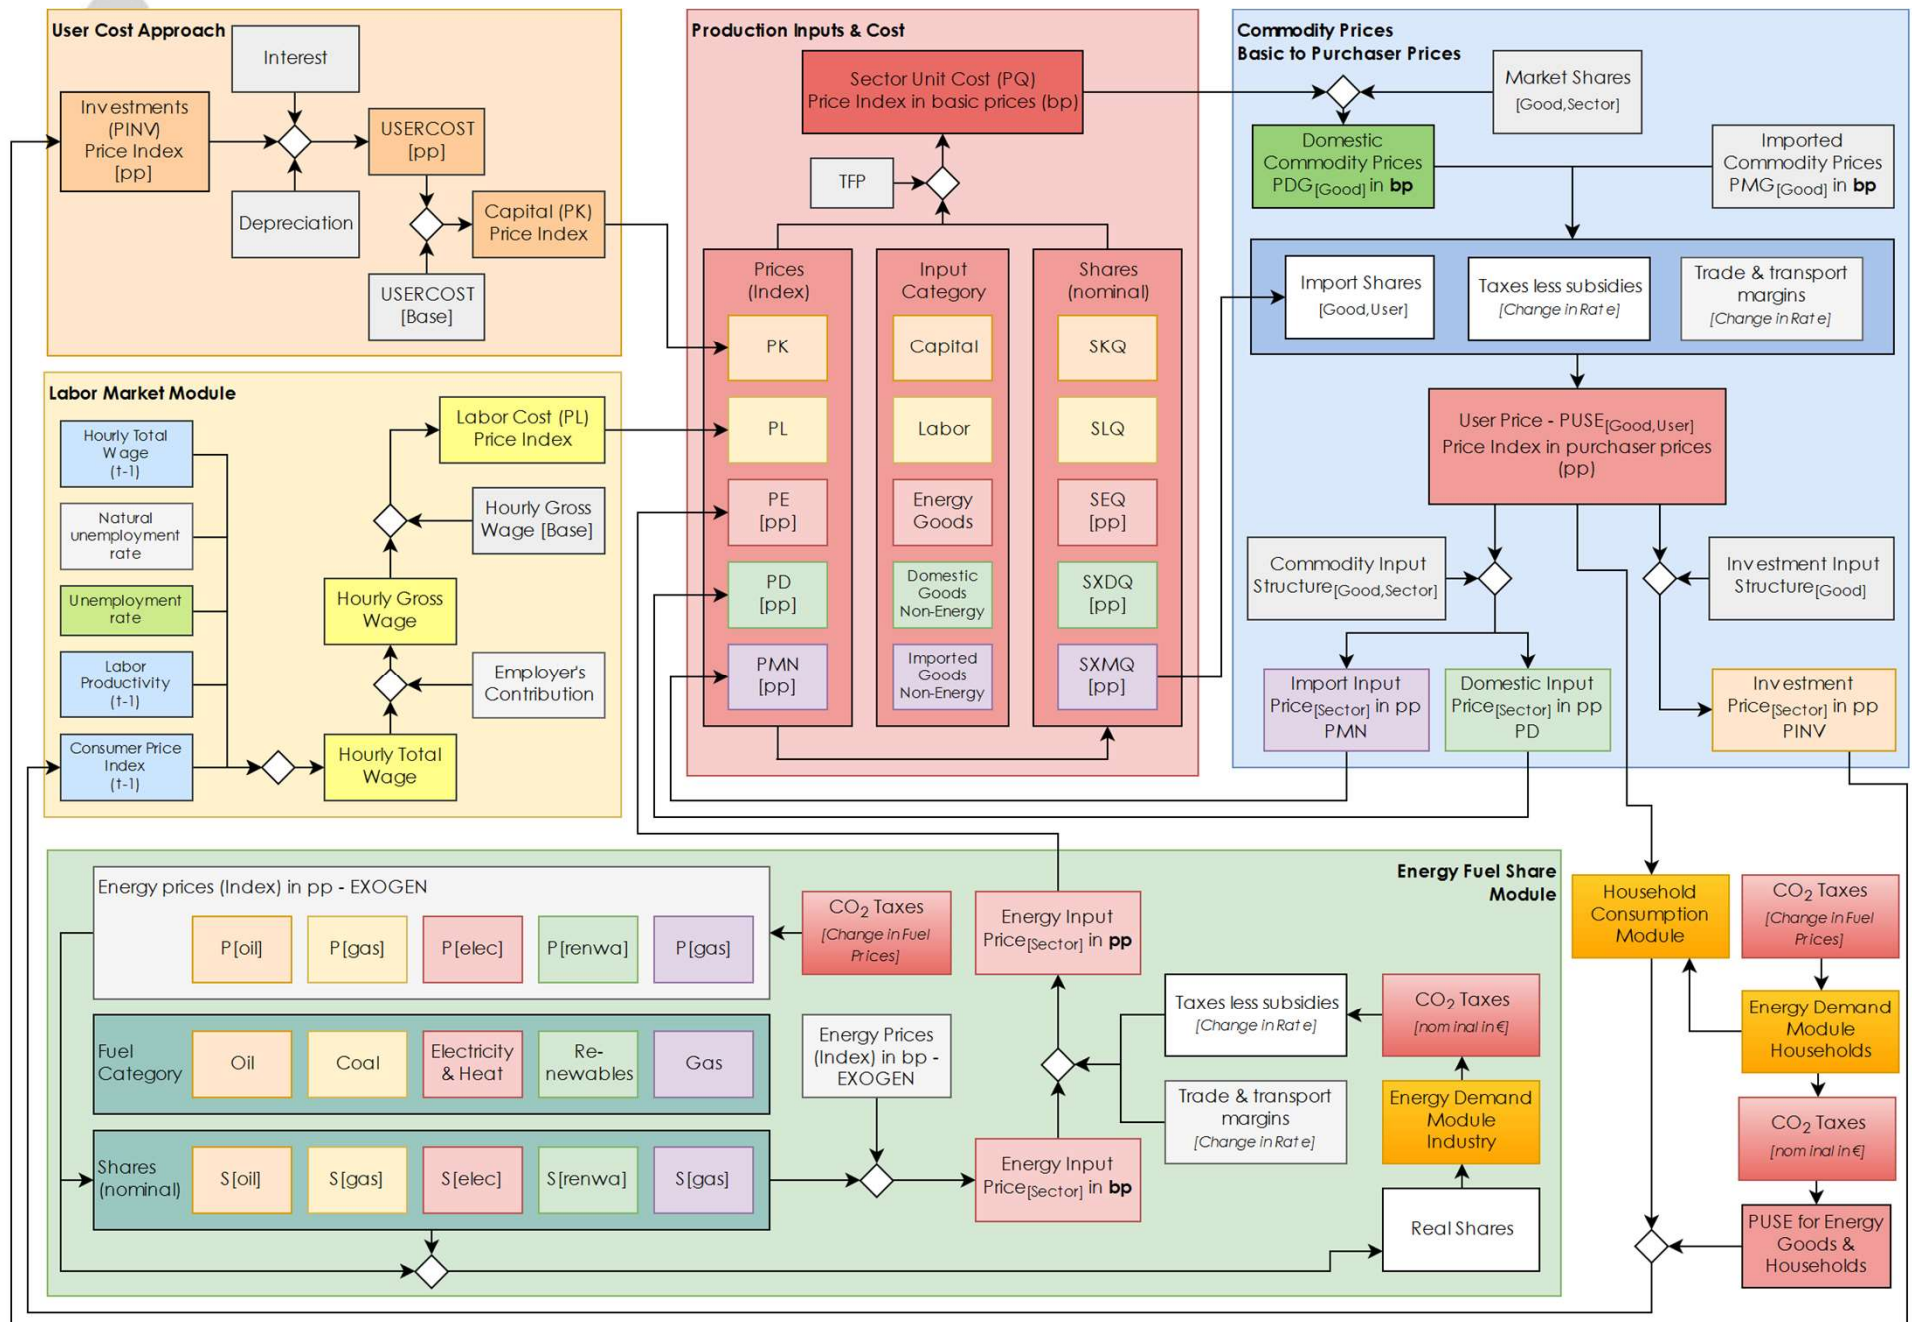 User Cost Approach
Interest
Investments
(PINV)
Price Index
[pp]
USERCOST
[pp]
Depreciation
Capital (PK)
Price Index
USERCOST
[Base]
Labor Market Module
Hourly Total
Wage
(t-1)
Natural
unemployment
rate
Unemployment
rate
Labor
Productivity
(t-1)
Consumer Price
Index
(t-1)
Labor Cost (PL)
Price Index
Hourly Gross
Wage [Base]
Hourly Gross
Wage
Employer's
Contribution
Hourly Total
Wage
Production Inputs & Cost
Sector Unit Cost (PQ)
Price Index in basic prices (bp)
TFP
Prices
(Index)
Input
Category
Shares
(nominal)
PK
Capital
SKQ
PL
Labor
SLQ
PE
[pp]
Energy
Goods
SEQ
[pp]
PD
[pp]
Domestic
Goods
Non-Energy
SXDQ
[pp]
PMN
[pp]
Imported
Goods
Non-Energy
SXMQ
[pp]
Commodity Prices
Basic to Purchaser Prices
Market Shares
[Good,Sector]
Domestic
Commodity Prices
PDG[Good] in bp
Imported
Commodity Prices
PMG[Good] in bp
Import Shares
[Good,User]
Taxes less subsidies
[Change in Rate]
Trade & transport
margins
[Change in Rate]
User Price - PUSE[Good,User]
Price Index in purchaser prices
(pp)
Commodity Input
Structure[Good,Sector]
Investment Input
Structure[Good]
Import Input
Price[Sector] in pp
PMN
Domestic Input
Price[Sector] in pp
PD
Investment
Price[Sector] in pp
PINV
Energy Fuel Share
Module
Energy prices (Index) in pp - EXOGEN
P[oil]
P[gas]
P[elec]
P[renwa]
P[gas]
CO2 Taxes
[Change in Fuel
Prices]
Fuel
Category
Oil
Coal
Electricity
& Heat
Re-
newables
Gas
Shares
(nominal)
S[oil]
S[gas]
S[elec]
S[renwa]
S[gas]
Energy Prices
(Index) in bp -
EXOGEN
Energy Input
Price[Sector] in pp
Energy Input
Price[Sector] in bp
Taxes less subsidies
[Change in Rate]
Trade & transport
margins
[Change in Rate]
CO2 Taxes
[nominal in €]
Energy Demand
Module
Industry
Real Shares
Household
Consumption
Module
CO2 Taxes
[Change in Fuel
Prices]
Energy Demand
Module
Households
CO2 Taxes
[nominal in €]
PUSE for Energy
Goods &
Households